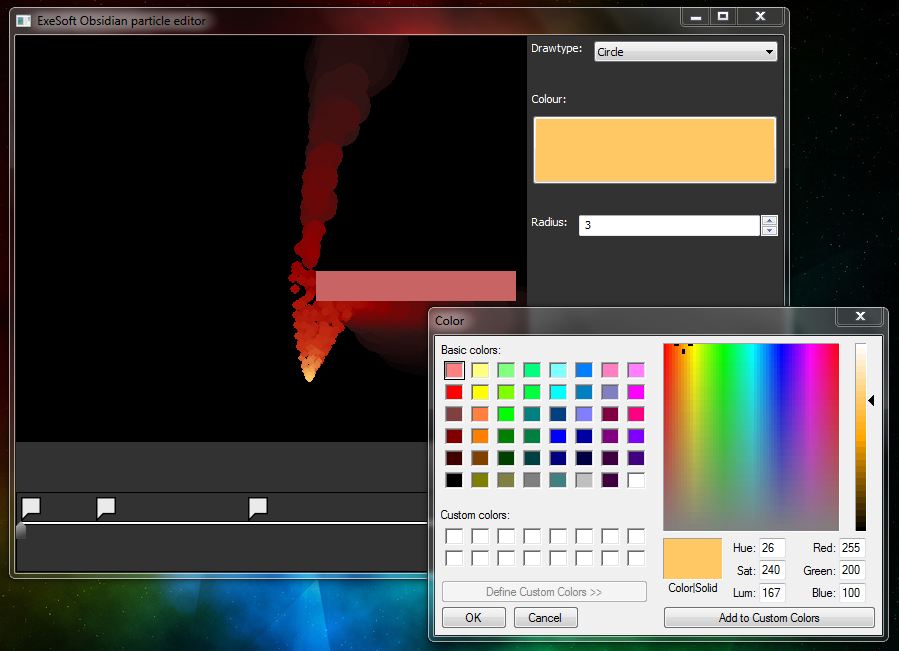 ExeSoft Obsidian particle editor
Drawtype: Circle
Colour:
Radius: 3
Color
Basic colors:
Custom colors:
Define Custom Colors >>
OK Cancel
Color|Solid
Hue: 26 Red: 255
Sat: 240 Green: 200
Lum: 167 Blue: 100
Add to Custom Colors